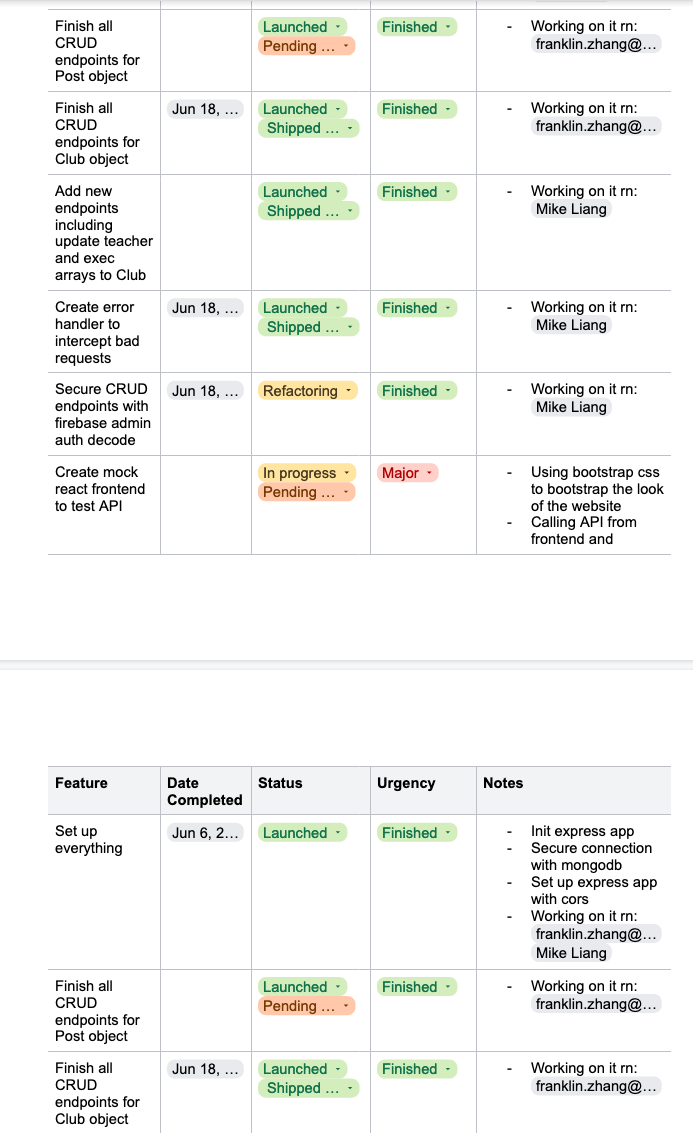 Finish all
CRUD
endpoints for
Post object
Launched
Pending ...
Finished
- Working on it rn:
franklin.zhang@...
Finish all
CRUD
endpoints for
Club object
Jun 18, ...
Launched
Shipped ...
Finished
- Working on it rn:
franklin.zhang@...
Add new
endpoints
including
update teacher
and exec
arrays to Club
Launched
Shipped ...
Finished
- Working on it rn:
Mike Liang
Create error
handler to
intercept bad
requests
Jun 18, ...
Launched
Shipped ...
Finished
- Working on it rn:
Mike Liang
Secure CRUD
endpoints with
firebase admin
auth decode
Jun 18, ...
Refactoring
Finished
- Working on it rn:
Mike Liang
Create mock
react frontend
to test API
In progress
Pending ...
Major
- Using bootstrap css
to bootstrap the look
of the website
- Calling API from
frontend and
Feature
Date
Completed
Status
Urgency
Notes
Set up
everything
Jun 6, 2...
Launched
Finished
- Init express app
- Secure connection
with mongodb
- Set up express app
with cors
- Working on it rn:
franklin.zhang@...
Mike Liang
Finish all
CRUD
endpoints for
Post object
Launched
Pending ...
Finished
- Working on it rn:
franklin.zhang@...
Finish all
CRUD
endpoints for
Club object
Jun 18, ...
Launched
Shipped ...
Finished
- Working on it rn:
franklin.zhang@...